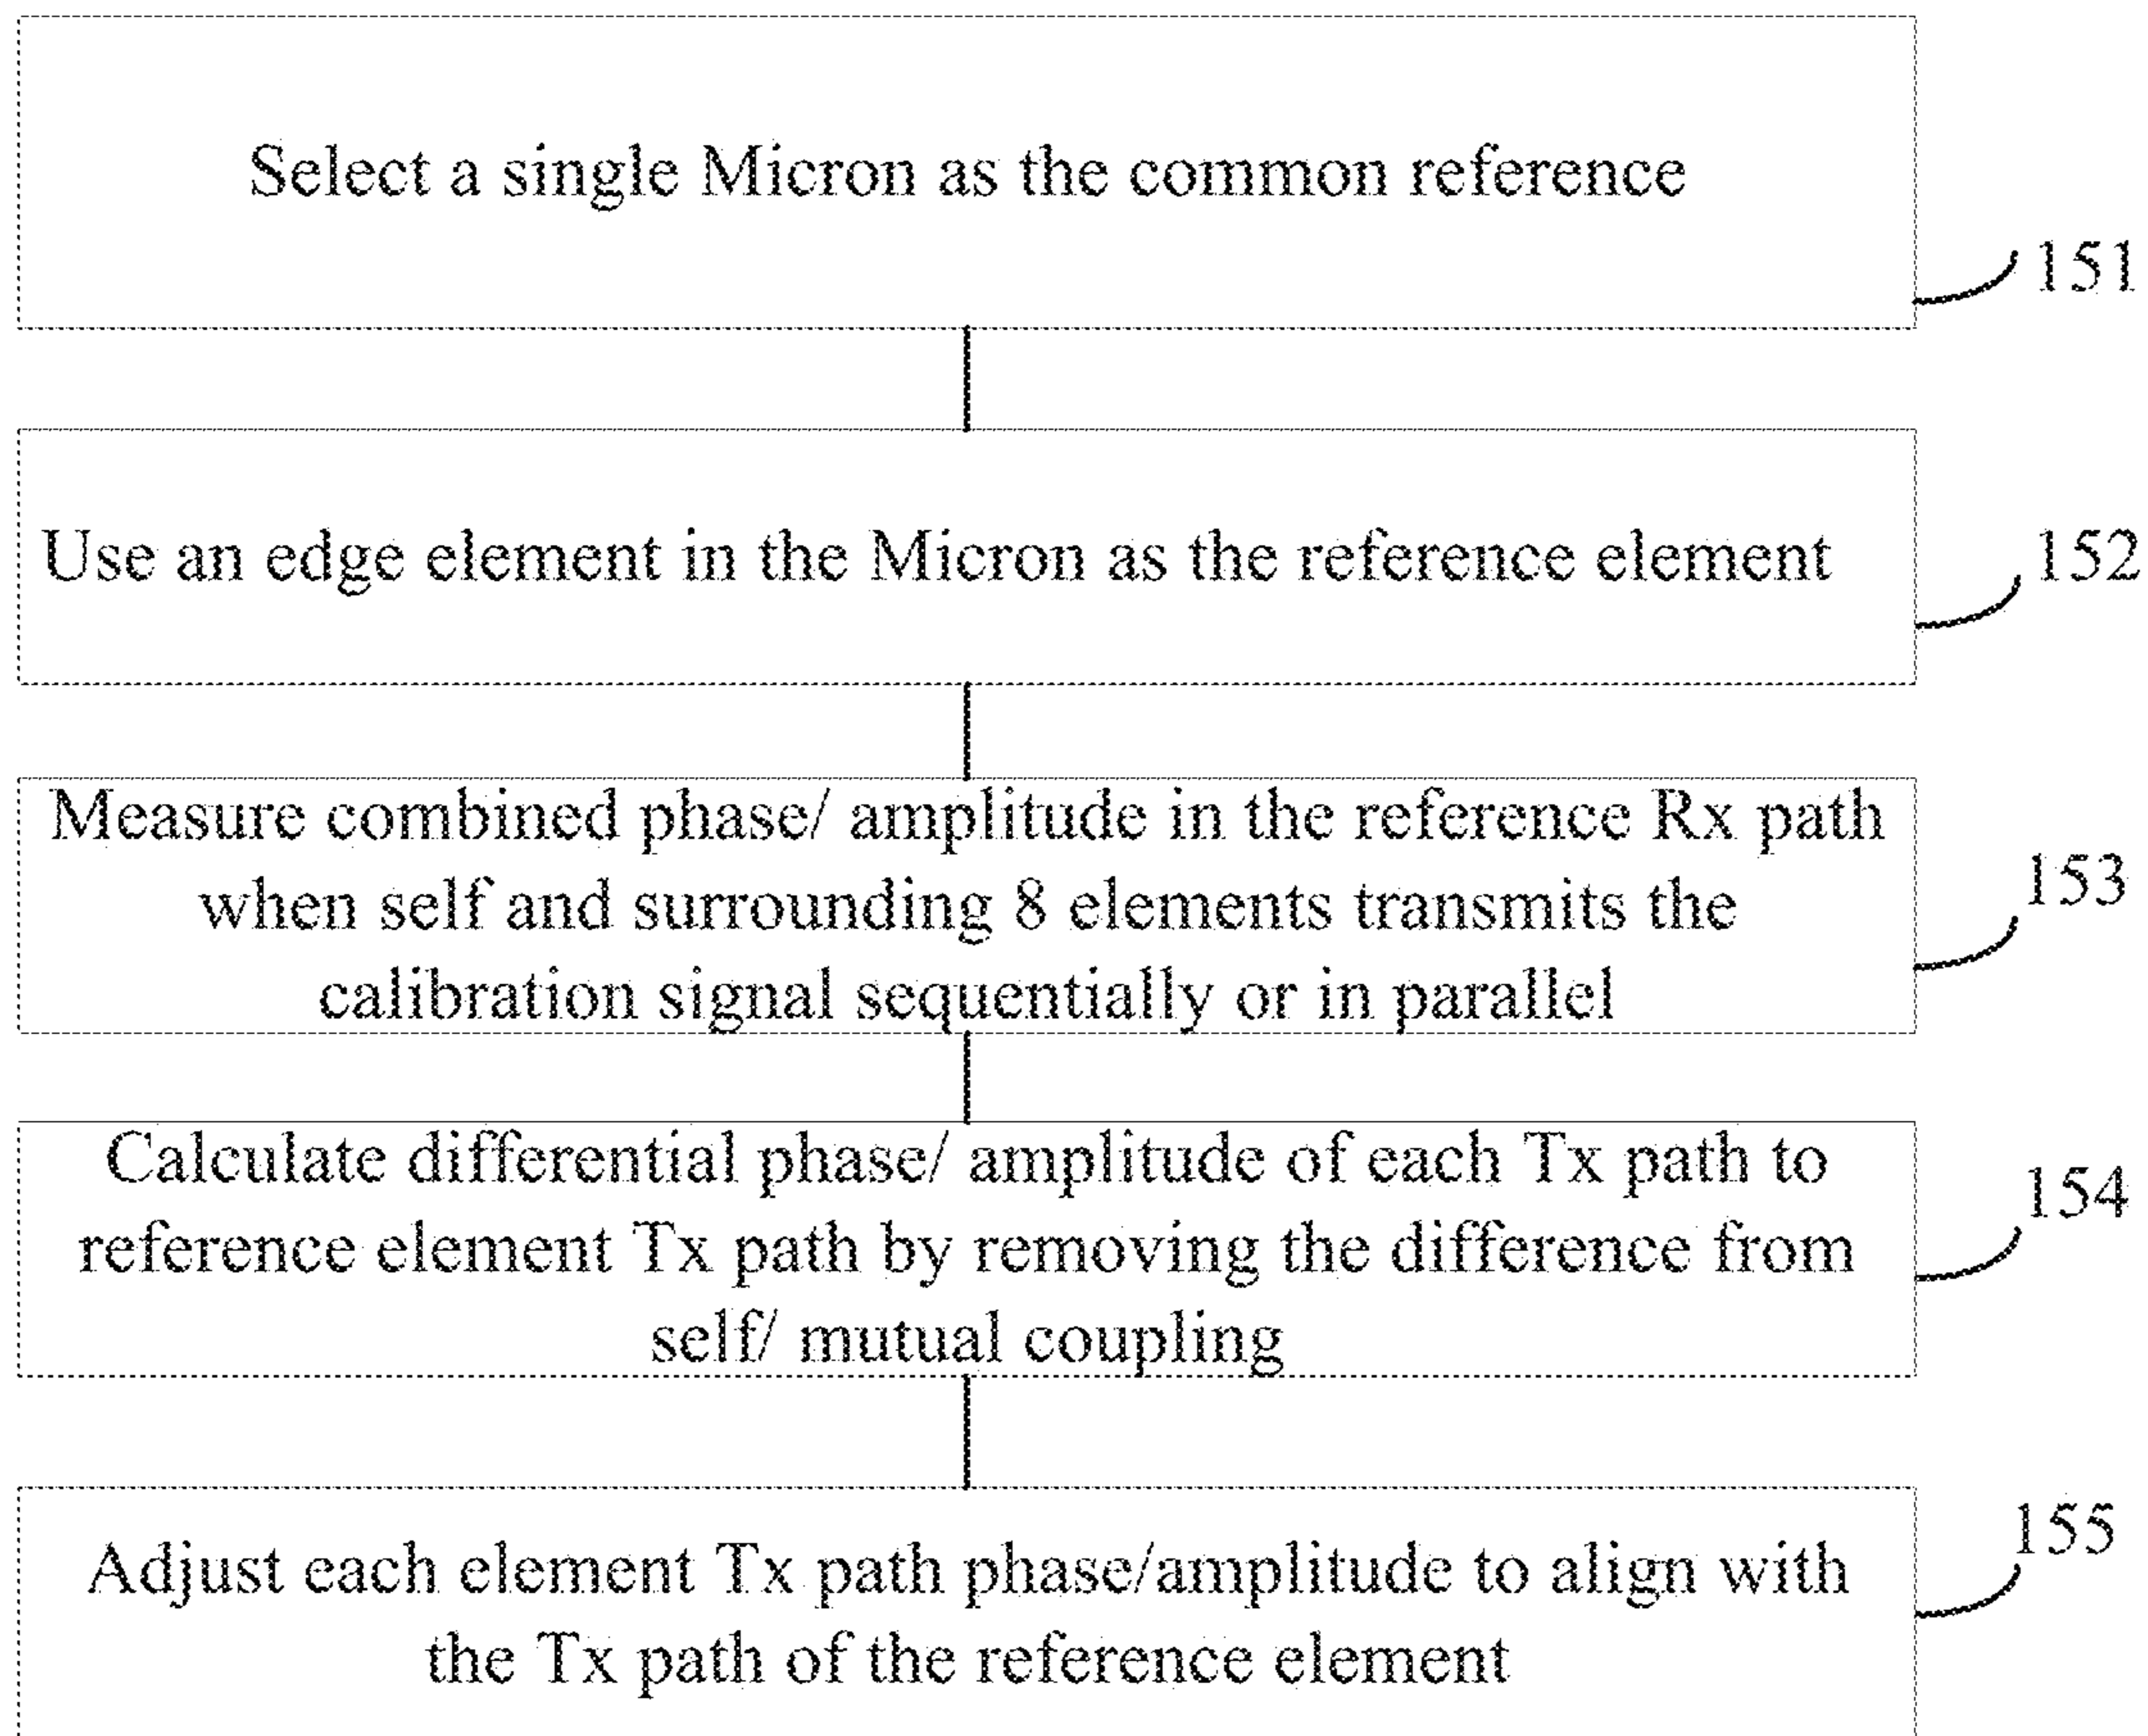 Select a single Micron as the common reference
151
Use an edge element in the Micron as the reference element
152
Measure combined phase/ amplitude in the reference Rx path
when self and surrounding 8 elements transmits the
calibration signal sequentially or in parallel
153
Calculate differential phase/ amplitude of each Tx path to
reference element Tx path by removing the difference from
self/ mutual coupling
154
Adjust each element Tx path phase/amplitude to align with
the Tx path of the reference element
155